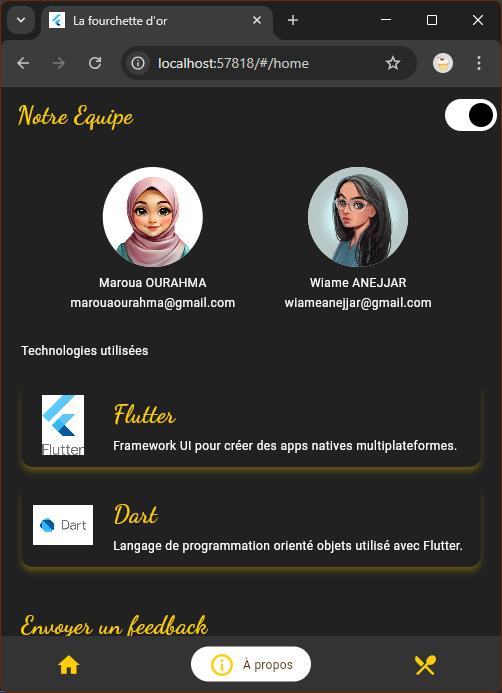 La fourchette d'or
localhost:57818/#/home
Notre Equipe
Maroua OURAHMA
marouaourahma@gmail.com
Wiame ANEJJAR
wiameanejjar@gmail.com
Technologies utilisées
Flutter
Flutter
Framework UI pour créer des apps natives multiplateformes.
Dart
Dart
Langage de programmation orienté objets utilisé avec Flutter.
Envoyer un feedback
À propos